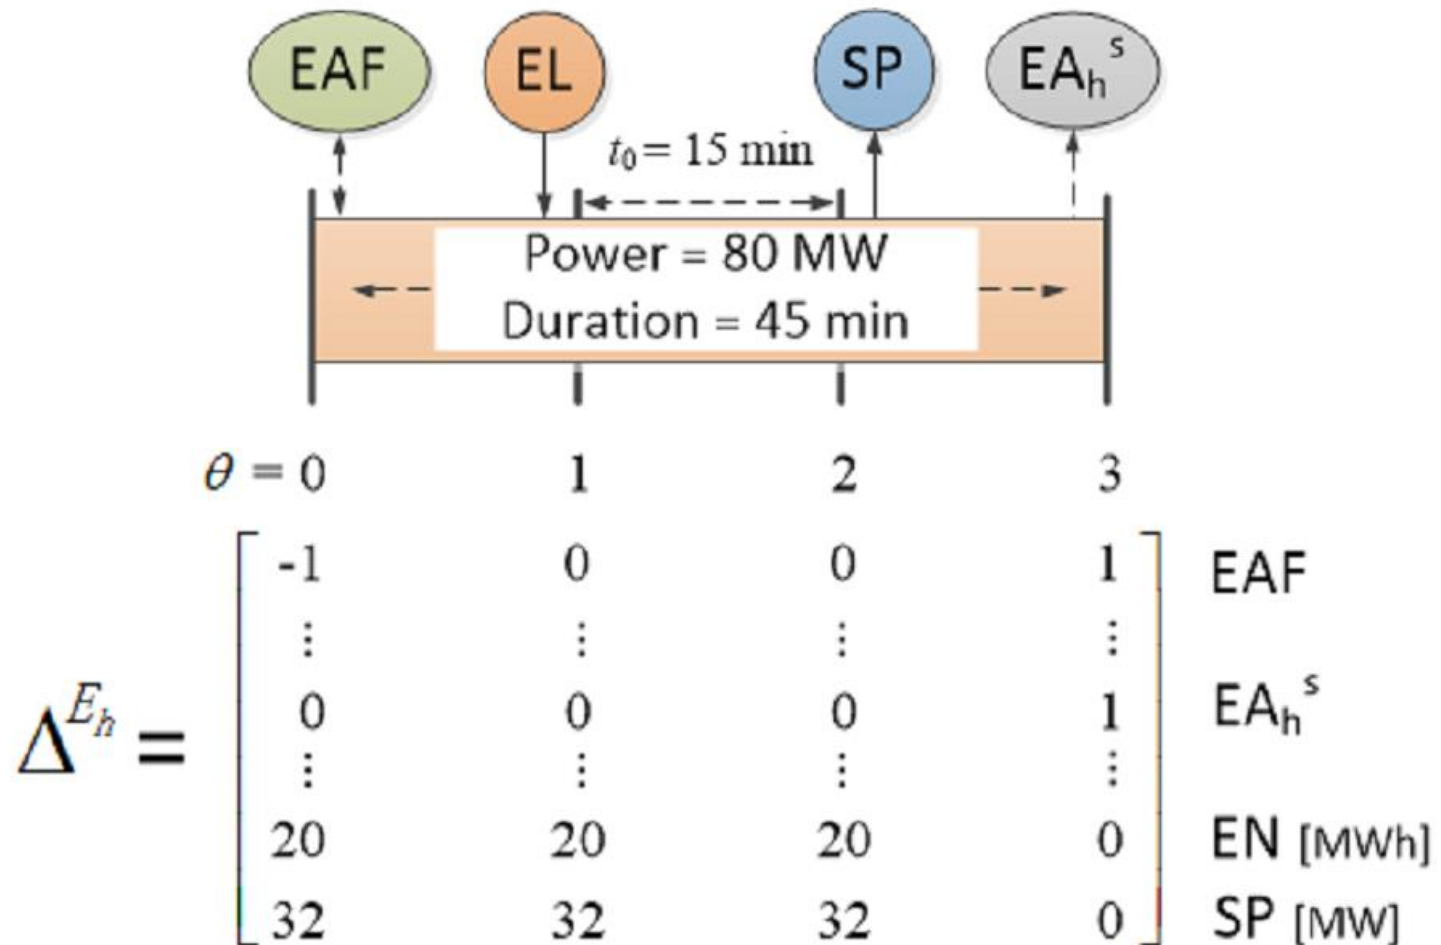 EAF EL SP EAₕˢ
t₀= 15 min
Power = 80 MW
Duration = 45 min
θ = 0 1 2 3
-1 0 0 1 EAF
⋮ ⋮ ⋮ ⋮
Δᴱʰ = 0 0 0 1 EAₕˢ
⋮ ⋮ ⋮ ⋮
20 20 20 0 EN [MWh]
32 32 32 0 SP [MW]